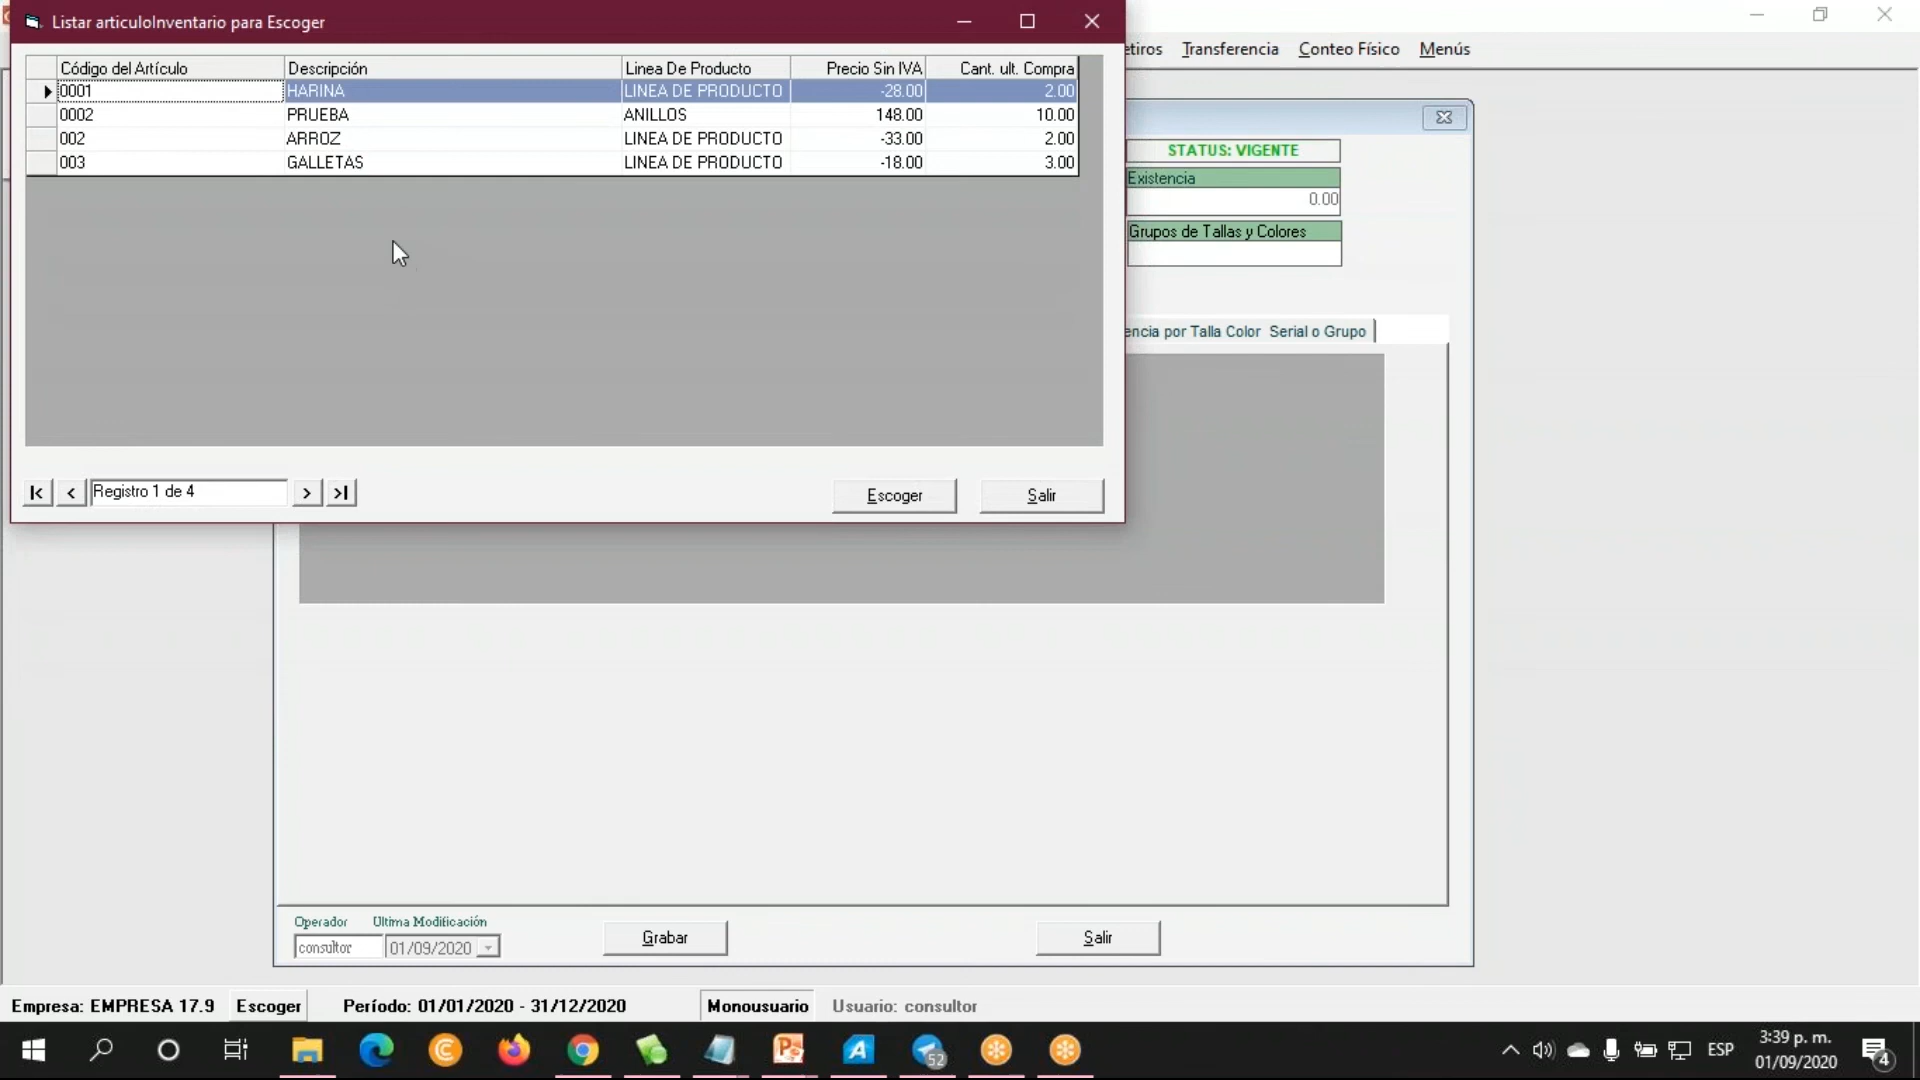 Listar articuloInventario para Escoger
etiros Transferencia Conteo Físico Menús
Código del Artículo Descripción Linea De Producto Precio Sin IVA Cant. ult. Compra
0001 HARINA LINEA DE PRODUCTO -28.00 2.00
0002 PRUEBA ANILLOS 148.00 10.00
002 ARROZ LINEA DE PRODUCTO -33.00 2.00
003 GALLETAS LINEA DE PRODUCTO -18.00 3.00
STATUS: VIGENTE
Existencia
0.00
Grupos de Tallas y Colores
encia por Talla Color Serial o Grupo
Registro 1 de 4
Escoger Salir
Operador Ultima Modificación
consultor 01/09/2020
Grabar Salir
Empresa: EMPRESA 17.9 Escoger Período: 01/01/2020 - 31/12/2020 Monousuario Usuario: consultor
52
ESP
3:39 p. m.
01/09/2020
4